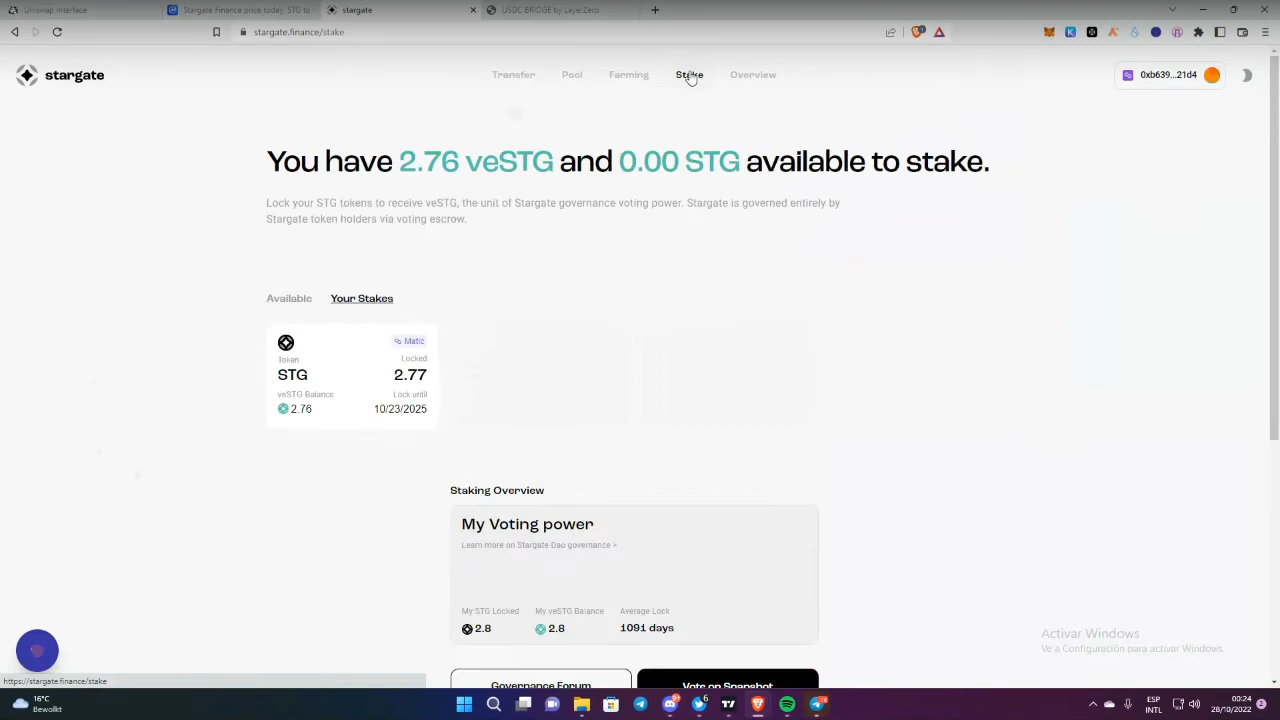 Uniswap Interface
Stargate Finance price today, STG to
stargate
USDC BRIDGE by LayerZero
stargate.finance/stake
stargate
Transfer
Pool
Farming
Stake
Overview
0xb639...21d4
You have 2.76 veSTG and 0.00 STG available to stake.
Lock your STG tokens to receive veSTG, the unit of Stargate governance voting power. Stargate is governed entirely by
Stargate token holders via voting escrow.
Available
Your Stakes
Matic
Token
Locked
STG
2.77
veSTG Balance
Lock until
2.76
10/23/2025
Staking Overview
My Voting power
Learn more on Stargate Dao governance >
My STG Locked
My veSTG Balance
Average Lock
2.8
2.8
1091 days
Governance Forum
Vote on Snapshot
Activar Windows
Ve a Configuración para activar Windows.
https://stargate.finance/stake
16°C
Bewolkt
ESP
INTL
00:24
28/10/2022